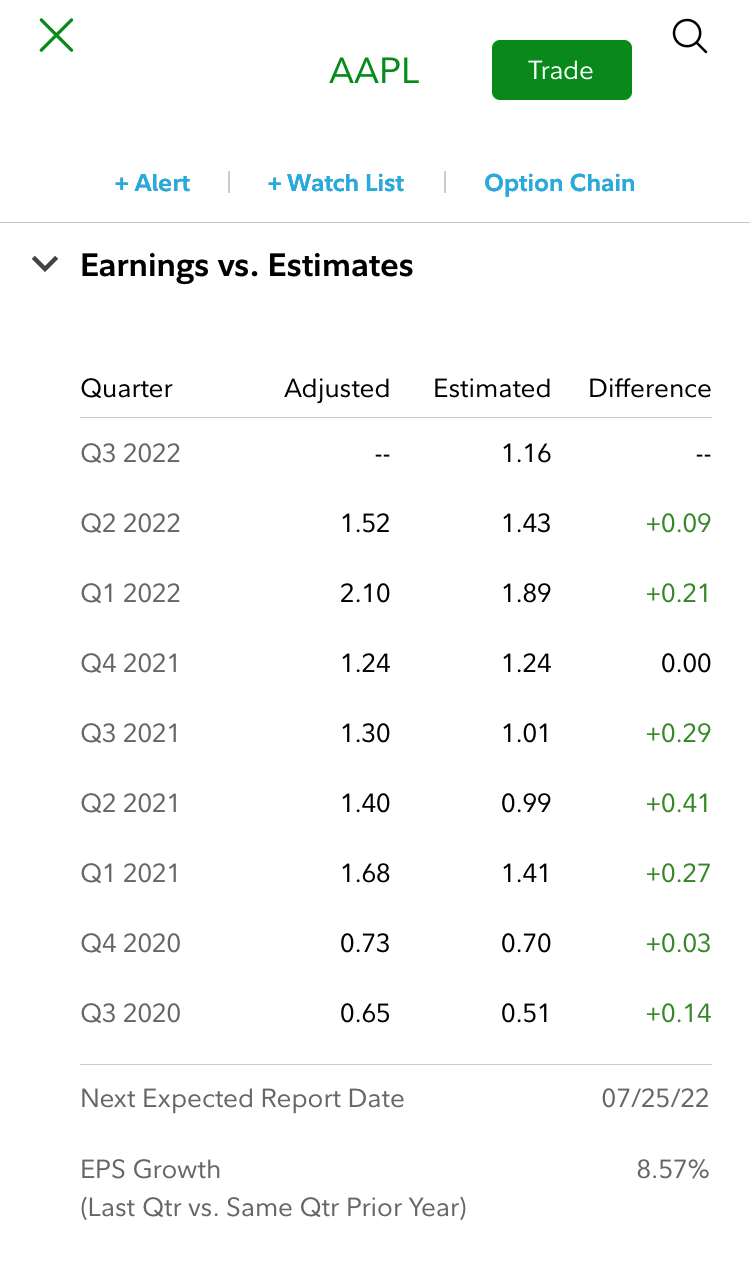 AAPL
Trade
+ Alert | + Watch List | Option Chain
Earnings vs. Estimates
Quarter Adjusted Estimated Difference
Q3 2022 -- 1.16 --
Q2 2022 1.52 1.43 +0.09
Q1 2022 2.10 1.89 +0.21
Q4 2021 1.24 1.24 0.00
Q3 2021 1.30 1.01 +0.29
Q2 2021 1.40 0.99 +0.41
Q1 2021 1.68 1.41 +0.27
Q4 2020 0.73 0.70 +0.03
Q3 2020 0.65 0.51 +0.14
Next Expected Report Date 07/25/22
EPS Growth 8.57%
(Last Qtr vs. Same Qtr Prior Year)